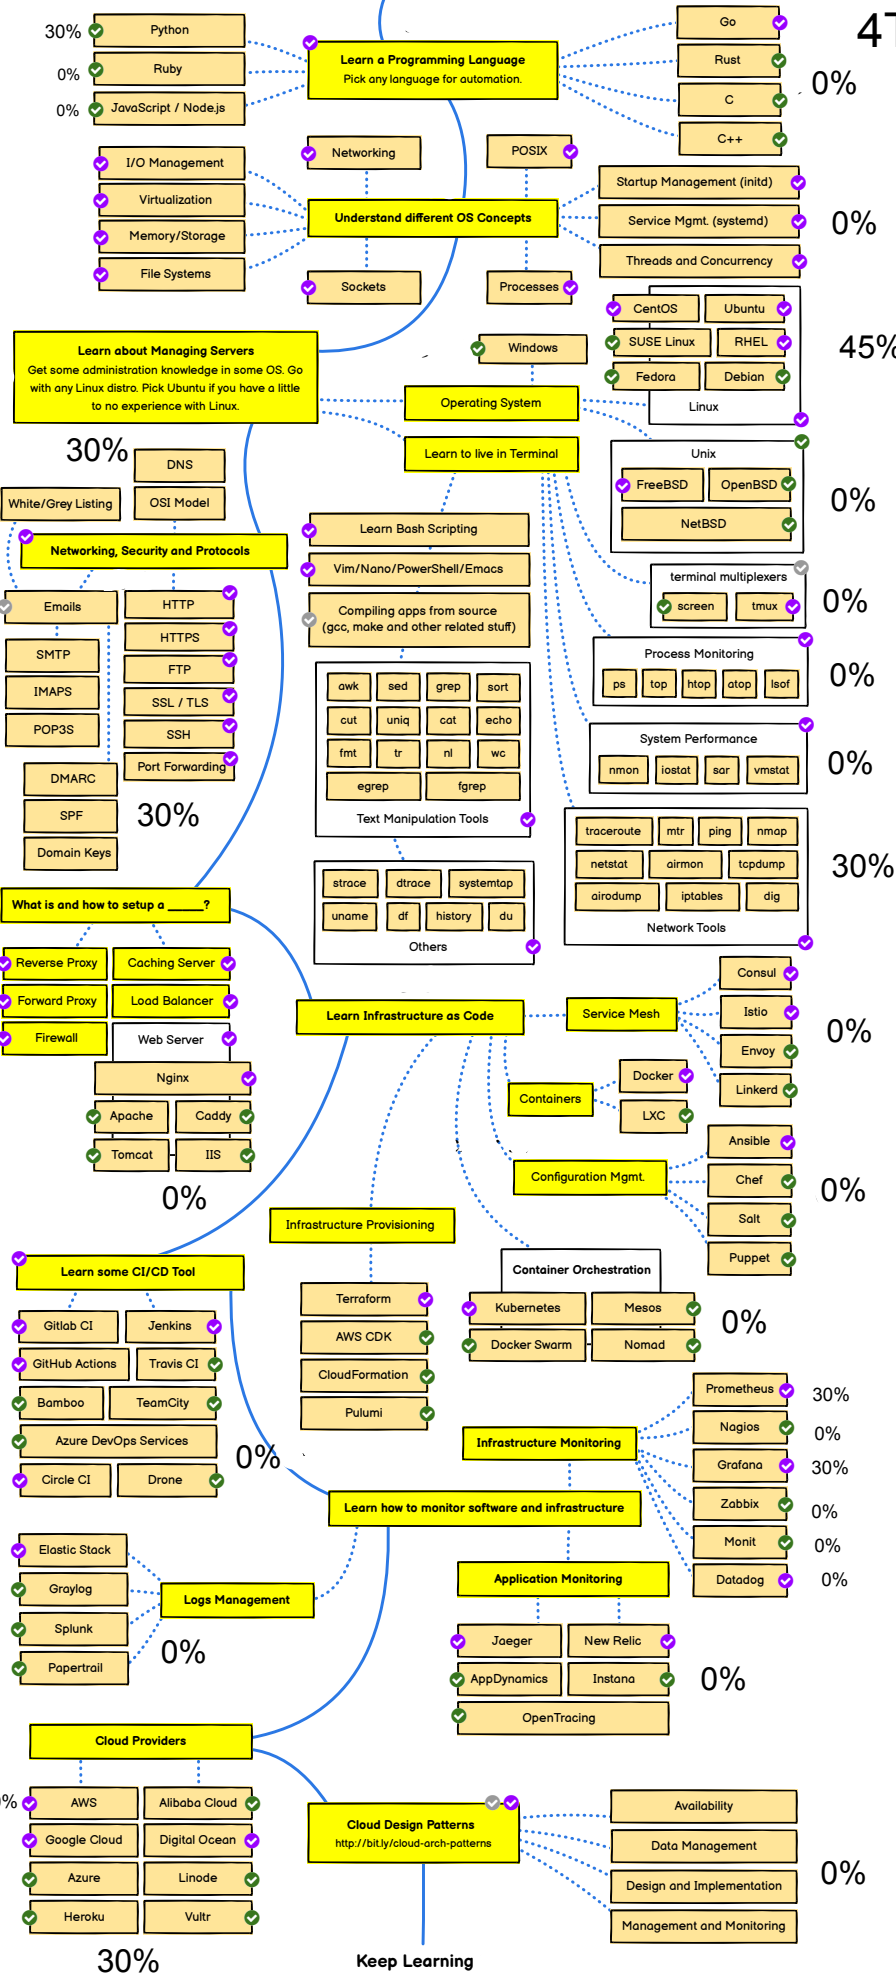 4T
30%
Python
0%
Ruby
0%
JavaScript / Node.js
Learn a Programming Language
Pick any language for automation.
Go
Rust
C
C++
0%
I/O Management
Virtualization
Memory/Storage
File Systems
Networking
POSIX
Understand different OS Concepts
Sockets
Processes
Startup Management (initd)
Service Mgmt. (systemd)
Threads and Concurrency
0%
Learn about Managing Servers
Get some administration knowledge in some OS. Go
with any Linux distro. Pick Ubuntu if you have a little
to no experience with Linux.
Windows
Operating System
Learn to live in Terminal
CentOS
Ubuntu
SUSE Linux
RHEL
Fedora
Debian
Linux
45%
Unix
FreeBSD
OpenBSD
NetBSD
0%
30%
DNS
White/Grey Listing
OSI Model
Networking, Security and Protocols
Emails
SMTP
IMAPS
POP3S
DMARC
SPF
Domain Keys
HTTP
HTTPS
FTP
SSL / TLS
SSH
Port Forwarding
30%
Learn Bash Scripting
Vim/Nano/PowerShell/Emacs
Compiling apps from source
(gcc, make and other related stuff)
terminal multiplexers
screen
tmux
0%
Process Monitoring
ps
top
htop
atop
lsof
0%
awk
sed
grep
sort
cut
uniq
cat
echo
fmt
tr
nl
wc
egrep
fgrep
Text Manipulation Tools
System Performance
nmon
iostat
sar
vmstat
0%
traceroute
mtr
ping
nmap
netstat
airmon
tcpdump
airodump
iptables
dig
Network Tools
30%
strace
dtrace
systemtap
uname
df
history
du
Others
What is and how to setup a ______?
Reverse Proxy
Caching Server
Forward Proxy
Load Balancer
Firewall
Web Server
Nginx
Apache
Caddy
Tomcat
IIS
0%
Learn Infrastructure as Code
Service Mesh
Consul
Istio
Envoy
Linkerd
0%
Containers
Docker
LXC
Configuration Mgmt.
Ansible
Chef
Salt
Puppet
0%
Infrastructure Provisioning
Terraform
AWS CDK
CloudFormation
Pulumi
Container Orchestration
Kubernetes
Mesos
Docker Swarm
Nomad
0%
Learn some CI/CD Tool
Gitlab CI
Jenkins
GitHub Actions
Travis CI
Bamboo
TeamCity
Azure DevOps Services
Circle CI
Drone
0%
Infrastructure Monitoring
Prometheus
30%
Nagios
0%
Grafana
30%
Zabbix
0%
Monit
0%
Datadog
0%
Learn how to monitor software and infrastructure
Elastic Stack
Graylog
Splunk
Papertrail
Logs Management
0%
Application Monitoring
Jaeger
New Relic
AppDynamics
Instana
OpenTracing
0%
Cloud Providers
%
AWS
Alibaba Cloud
Google Cloud
Digital Ocean
Azure
Linode
Heroku
Vultr
30%
Cloud Design Patterns
http://bit.ly/cloud-arch-patterns
Availability
Data Management
Design and Implementation
Management and Monitoring
0%
Keep Learning